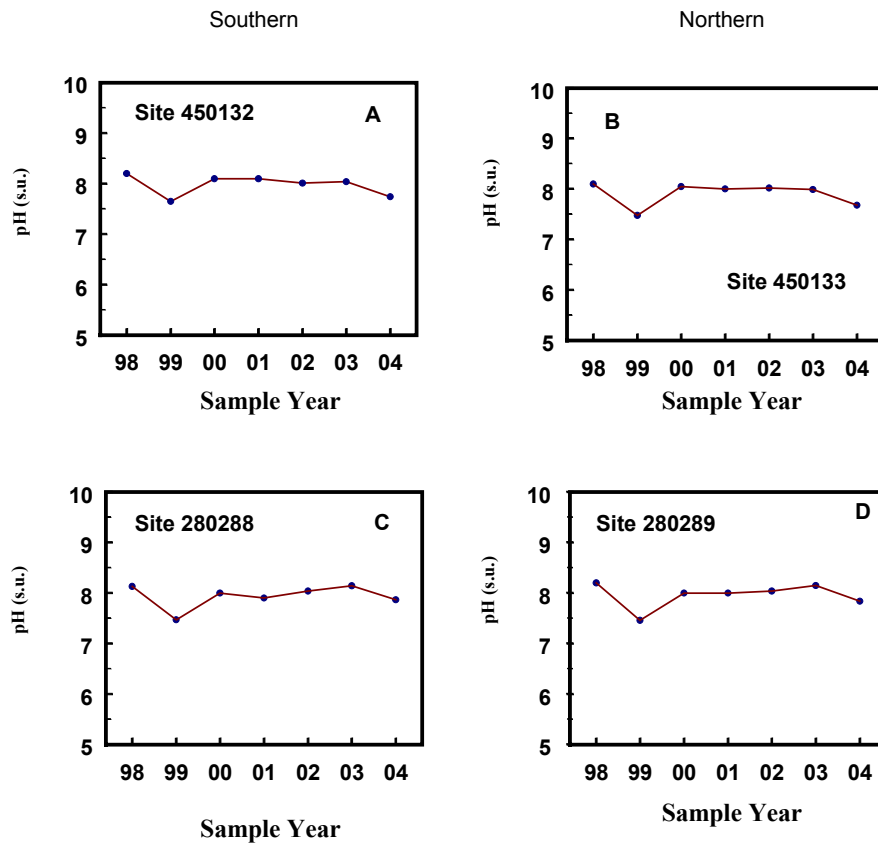 Southern
Northern
10
9
8
7
6
5
pH (s.u.)
Site 450132
A
98 99 00 01 02 03 04
Sample Year
10
9
8
7
6
5
pH (s.u.)
B
Site 450133
98 99 00 01 02 03 04
Sample Year
10
9
8
7
6
5
pH (s.u.)
Site 280288
C
98 99 00 01 02 03 04
Sample Year
10
9
8
7
6
5
pH (s.u.)
Site 280289
D
98 99 00 01 02 03 04
Sample Year